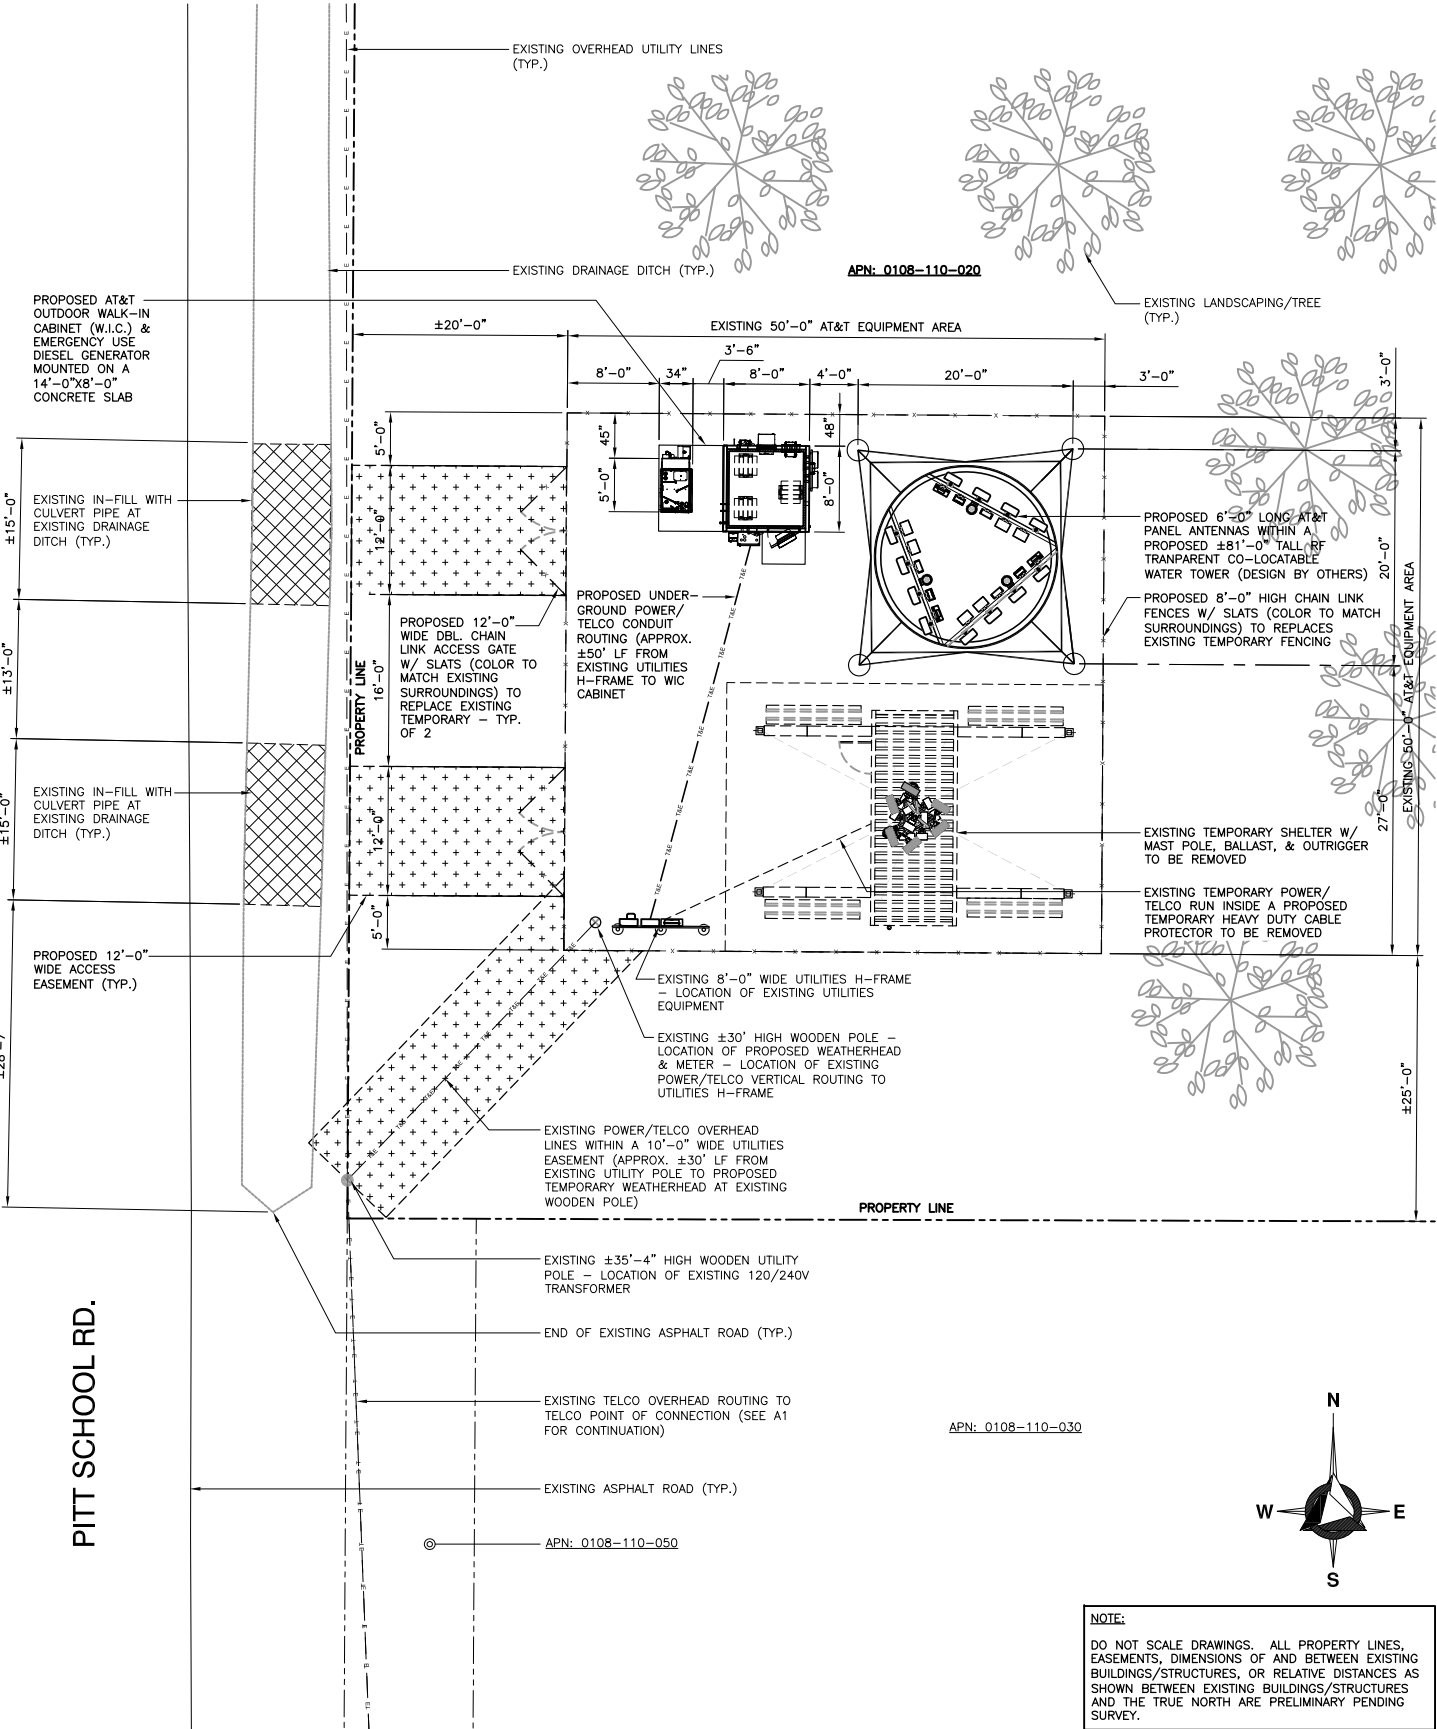 EXISTING OVERHEAD UTILITY LINES
(TYP.)
EXISTING DRAINAGE DITCH (TYP.)
APN: 0108-110-020
PROPOSED AT&T
OUTDOOR WALK-IN
CABINET (W.I.C.) &
EMERGENCY USE
DIESEL GENERATOR
MOUNTED ON A
14'-0"X8'-0"
CONCRETE SLAB
EXISTING LANDSCAPING/TREE
(TYP.)
±20'-0"
EXISTING 50'-0" AT&T EQUIPMENT AREA
3'-6"
8'-0"
34"
8'-0"
4'-0"
20'-0"
3'-0"
3'-0"
5'-0"
45"
48"
5'-0"
8'-0"
±15'-0"
EXISTING IN-FILL WITH
CULVERT PIPE AT
EXISTING DRAINAGE
DITCH (TYP.)
12'-0"
PROPOSED 6'-0" LONG AT&T
PANEL ANTENNAS WITHIN A
PROPOSED ±81'-0" TALL RF
TRANPARENT CO-LOCATABLE
WATER TOWER (DESIGN BY OTHERS)
20'-0"
EXISTING 50'-0" AT&T EQUIPMENT AREA
PROPOSED 8'-0" HIGH CHAIN LINK
FENCES W/ SLATS (COLOR TO MATCH
SURROUNDINGS) TO REPLACES
EXISTING TEMPORARY FENCING
PROPOSED UNDER-
GROUND POWER/
TELCO CONDUIT
ROUTING (APPROX.
±50' LF FROM
EXISTING UTILITIES
H-FRAME TO WIC
CABINET
PROPOSED 12'-0"
WIDE DBL. CHAIN
LINK ACCESS GATE
W/ SLATS (COLOR TO
MATCH EXISTING
SURROUNDINGS) TO
REPLACE EXISTING
TEMPORARY - TYP.
OF 2
±13'-0"
PROPERTY LINE
16'-0"
T&E
T&E
T&E
T&E
T&E
T&E
T&E
±15'-0"
EXISTING IN-FILL WITH
CULVERT PIPE AT
EXISTING DRAINAGE
DITCH (TYP.)
12'-0"
27'-0"
EXISTING TEMPORARY SHELTER W/
MAST POLE, BALLAST, & OUTRIGGER
TO BE REMOVED
EXISTING TEMPORARY POWER/
TELCO RUN INSIDE A PROPOSED
TEMPORARY HEAVY DUTY CABLE
PROTECTOR TO BE REMOVED
5'-0"
PROPOSED 12'-0"
WIDE ACCESS
EASEMENT (TYP.)
EXISTING 8'-0" WIDE UTILITIES H-FRAME
- LOCATION OF EXISTING UTILITIES
EQUIPMENT
EXISTING ±30' HIGH WOODEN POLE -
LOCATION OF PROPOSED WEATHERHEAD
& METER - LOCATION OF EXISTING
POWER/TELCO VERTICAL ROUTING TO
UTILITIES H-FRAME
±25'-0"
EXISTING POWER/TELCO OVERHEAD
LINES WITHIN A 10'-0" WIDE UTILITIES
EASEMENT (APPROX. ±30' LF FROM
EXISTING UTILITY POLE TO PROPOSED
TEMPORARY WEATHERHEAD AT EXISTING
WOODEN POLE)
PROPERTY LINE
EXISTING ±35'-4" HIGH WOODEN UTILITY
POLE - LOCATION OF EXISTING 120/240V
TRANSFORMER
END OF EXISTING ASPHALT ROAD (TYP.)
PITT SCHOOL RD.
EXISTING TELCO OVERHEAD ROUTING TO
TELCO POINT OF CONNECTION (SEE A1
FOR CONTINUATION)
APN: 0108-110-030
EXISTING ASPHALT ROAD (TYP.)
APN: 0108-110-050
N
W
E
S
NOTE:
DO NOT SCALE DRAWINGS. ALL PROPERTY LINES,
EASEMENTS, DIMENSIONS OF AND BETWEEN EXISTING
BUILDINGS/STRUCTURES, OR RELATIVE DISTANCES AS
SHOWN BETWEEN EXISTING BUILDINGS/STRUCTURES
AND THE TRUE NORTH ARE PRELIMINARY PENDING
SURVEY.